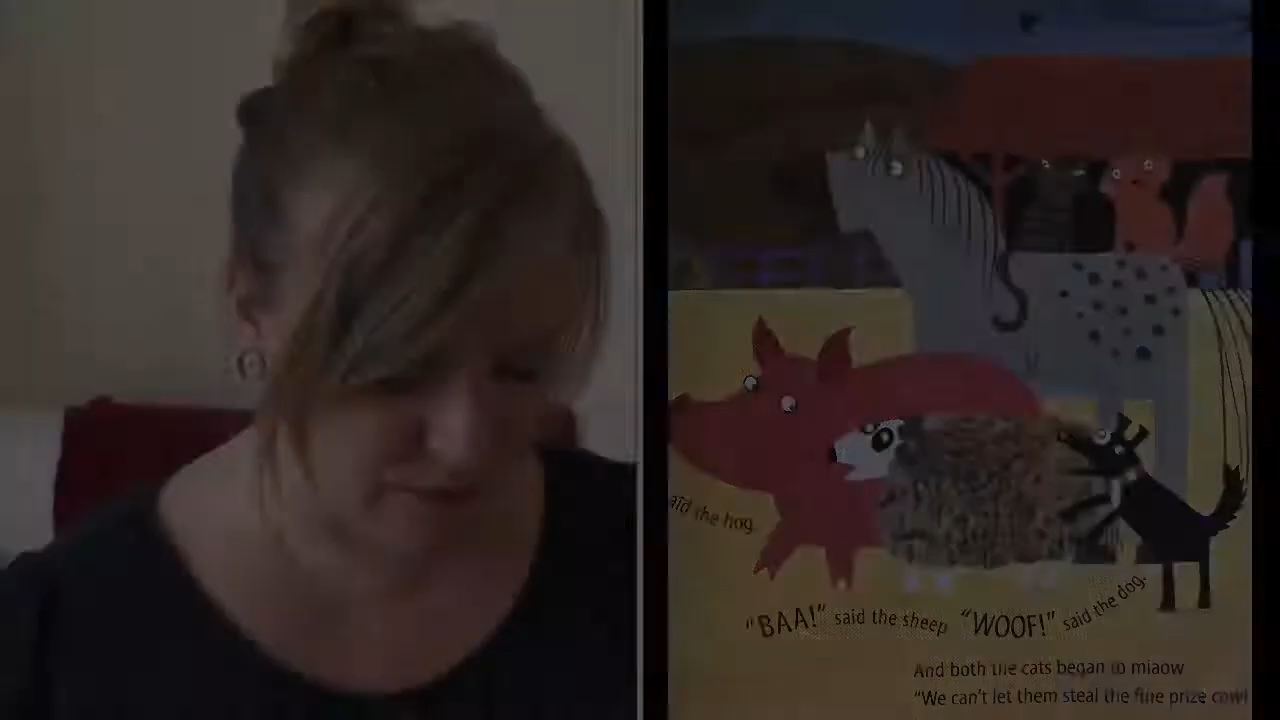 said the hog.
"BAA!" said the sheep "WOOF!" said the dog.
And both the cats began to miaow
"We can't let them steal the fine prize cow!